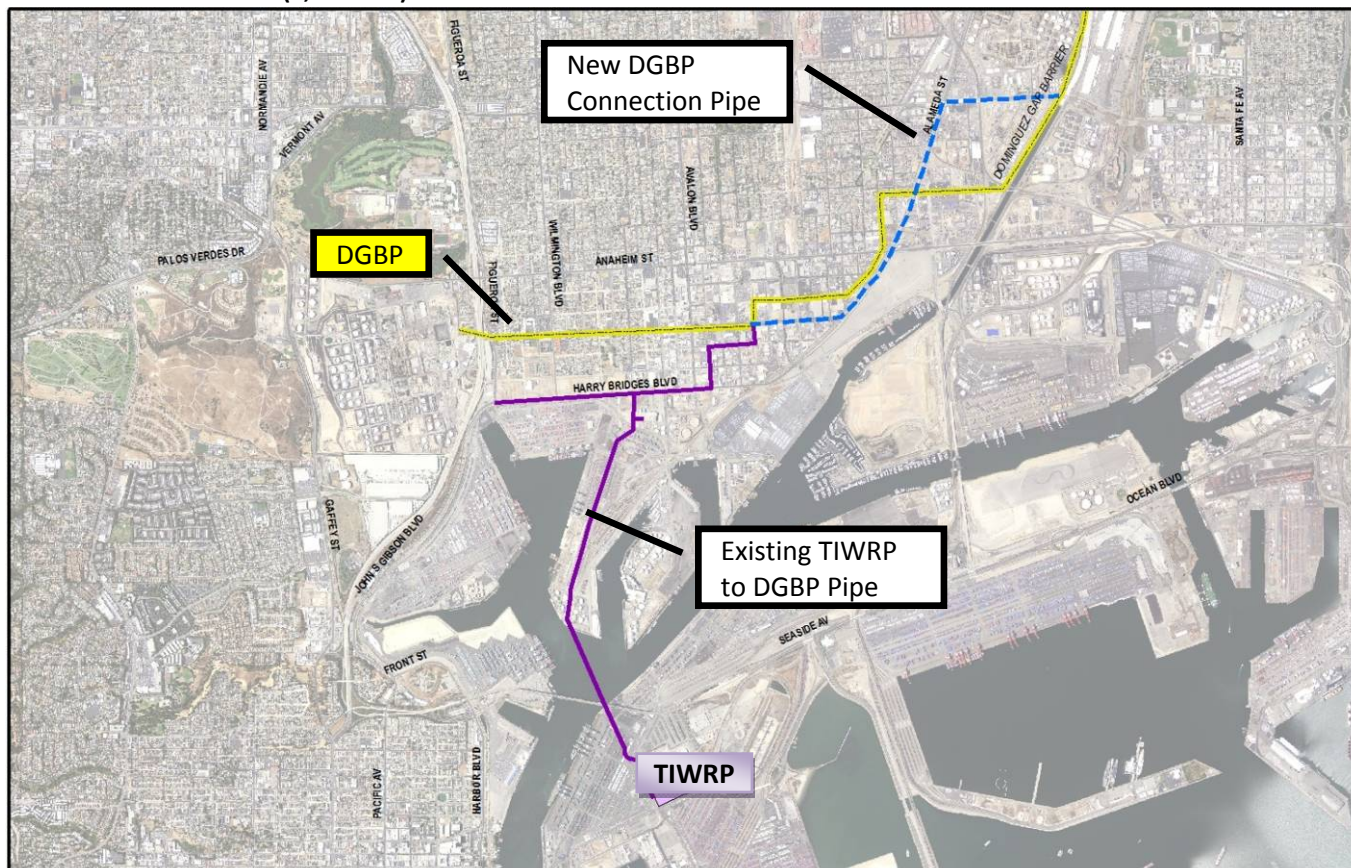 FIGUEROA ST
NORMANDIE AV
VERMONT AV
New DGBP
Connection Pipe
ALAMEDA ST
DOMINGUEZ GAP BARRIER
SANTA FE AV
AVALON BLVD
WILMINGTON BLVD
ANAHEIM ST
PALOS VERDES DR
DGBP
FIGUEROA ST
HARRY BRIDGES BLVD
OCEAN BLVD
GAFFEY ST
JOHN S GIBSON BLVD
Existing TIWRP
to DGBP Pipe
SEASIDE AV
FRONT ST
TIWRP
PACIFIC AV
HARBOR BLVD